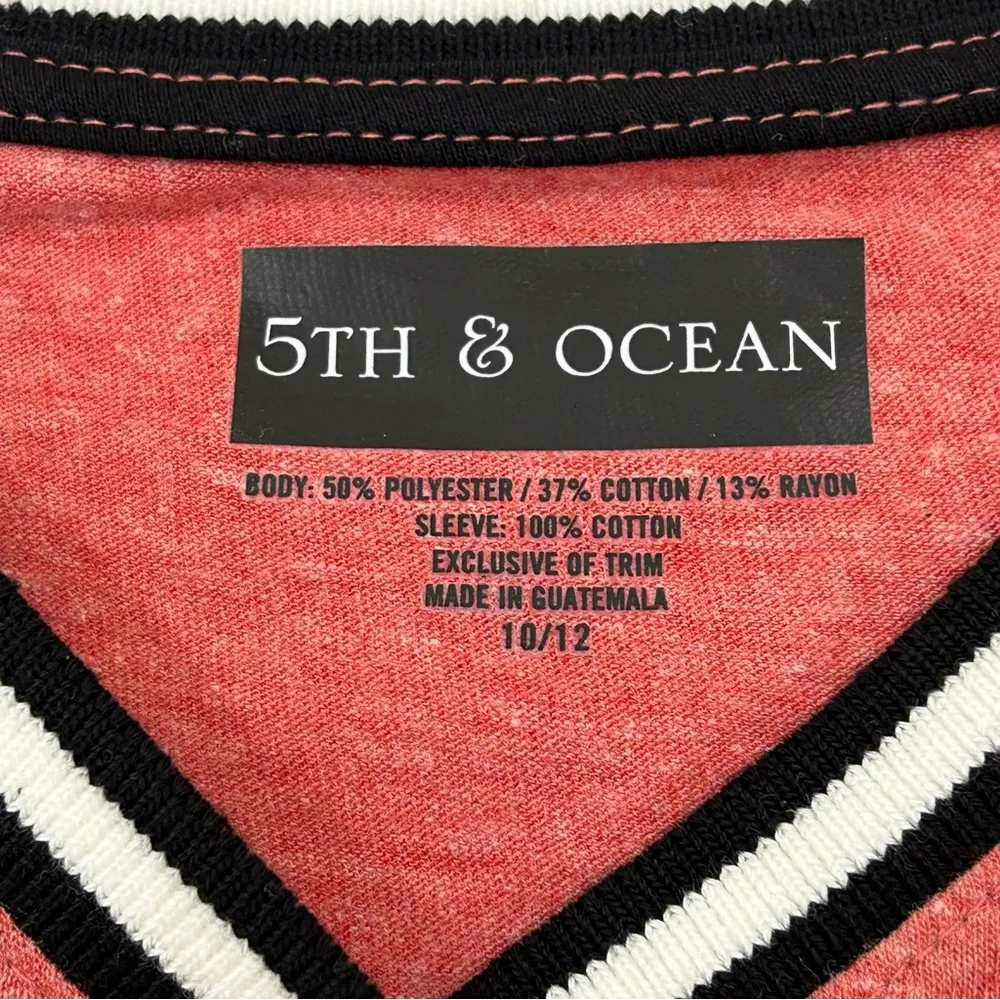 5TH & OCEAN
BODY: 50% POLYESTER / 37% COTTON / 13% RAYON
SLEEVE: 100% COTTON
EXCLUSIVE OF TRIM
MADE IN GUATEMALA
10/12